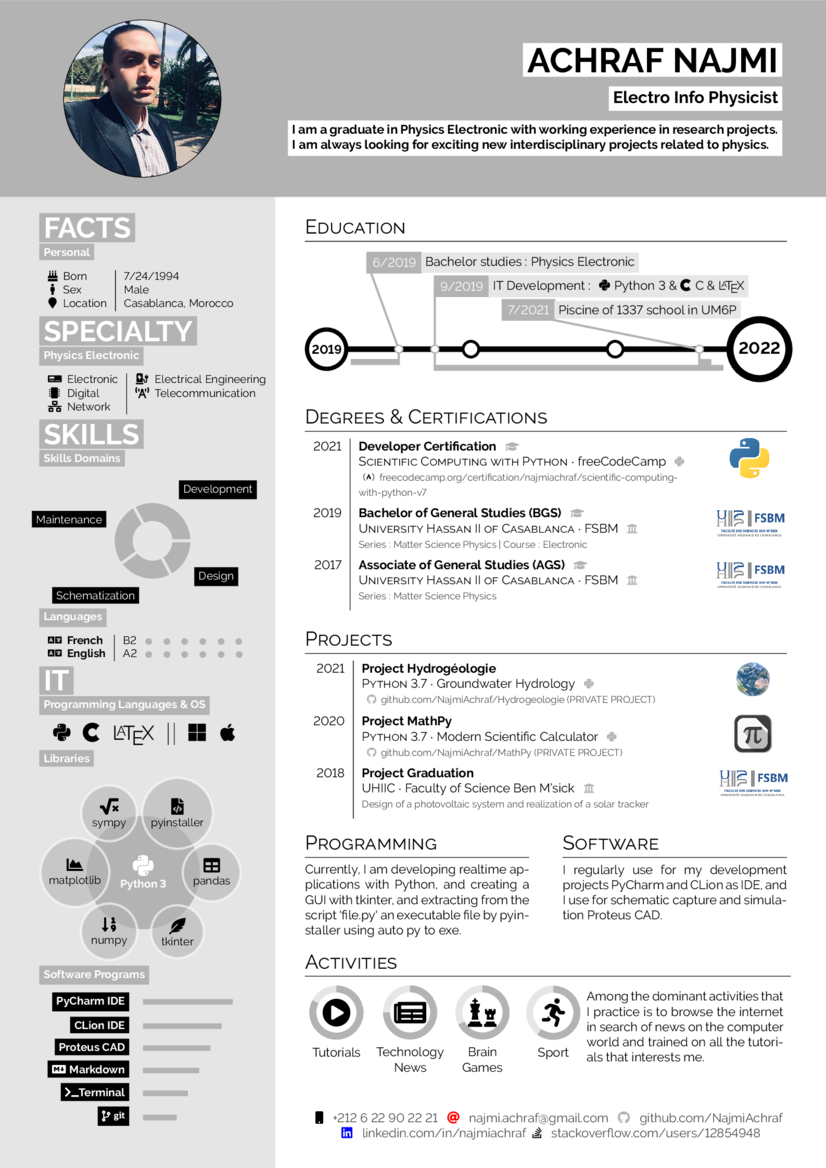 ACHRAF NAJMI
Electro Info Physicist
I am a graduate in Physics Electronic with working experience in research projects.
I am always looking for exciting new interdisciplinary projects related to physics.
FACTS
Personal
Born 7/24/1994
Sex Male
Location Casablanca, Morocco
SPECIALTY
Physics Electronic
Electronic Electrical Engineering
Digital Telecommunication
Network
SKILLS
Skills Domains
Development
Maintenance
Design
Schematization
Languages
French B2
English A2
IT
Programming Languages & OS
C LATEX
Libraries
sympy pyinstaller
matplotlib Python 3 pandas
numpy tkinter
Software Programs
PyCharm IDE
CLion IDE
Proteus CAD
Markdown
>_Terminal
git
EDUCATION
6/2019 Bachelor studies : Physics Electronic
9/2019 IT Development : Python 3 & C C & LATEX
7/2021 Piscine of 1337 school in UM6P
2019 2022
DEGREES & CERTIFICATIONS
2021 Developer Certification
SCIENTIFIC COMPUTING WITH PYTHON · freeCodeCamp
freecodecamp.org/certification/najmiachraf/scientific-computing-
with-python-v7
2019 Bachelor of General Studies (BGS)
UNIVERSITY HASSAN II OF CASABLANCA · FSBM
Series : Matter Science Physics | Course : Electronic
FSBM
2017 Associate of General Studies (AGS)
UNIVERSITY HASSAN II OF CASABLANCA · FSBM
Series : Matter Science Physics
FSBM
PROJECTS
2021 Project Hydrogéologie
PYTHON 3.7 · Groundwater Hydrology
github.com/NajmiAchraf/Hydrogeologie (PRIVATE PROJECT)
2020 Project MathPy
PYTHON 3.7 · Modern Scientific Calculator
github.com/NajmiAchraf/MathPy (PRIVATE PROJECT)
π
2018 Project Graduation
UHIIC · Faculty of Science Ben M'sick
Design of a photovoltaic system and realization of a solar tracker
FSBM
PROGRAMMING
Currently, I am developing realtime ap-
plications with Python, and creating a
GUI with tkinter, and extracting from the
script 'file.py' an executable file by pyin-
staller using auto py to exe.
SOFTWARE
I regularly use for my development
projects PyCharm and CLion as IDE, and
I use for schematic capture and simula-
tion Proteus CAD.
ACTIVITIES
Tutorials
Technology
News
Brain
Games
Sport
Among the dominant activities that
I practice is to browse the internet
in search of news on the computer
world and trained on all the tutori-
als that interests me.
+212 6 22 90 22 21 @ najmi.achraf@gmail.com github.com/NajmiAchraf
in linkedin.com/in/najmiachraf stackoverflow.com/users/12854948